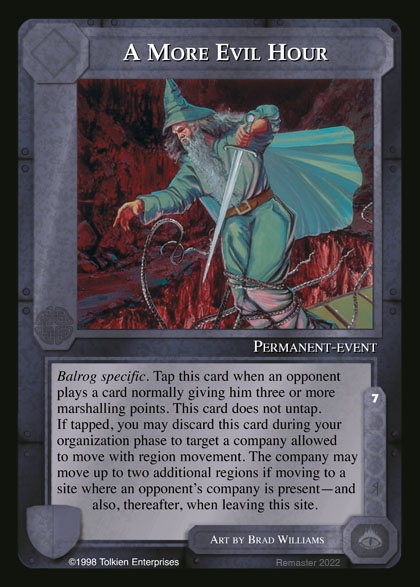 A More Evil Hour
Permanent-event
Balrog specific. Tap this card when an opponent
plays a card normally giving him three or more
marshalling points. This card does not untap.
If tapped, you may discard this card during your
organization phase to target a company allowed
to move with region movement. The company may
move up to two additional regions if moving to a
site where an opponent's company is present—and
also, thereafter, when leaving this site.
7
Art by Brad Williams
©1998 Tolkien Enterprises
Remaster 2022